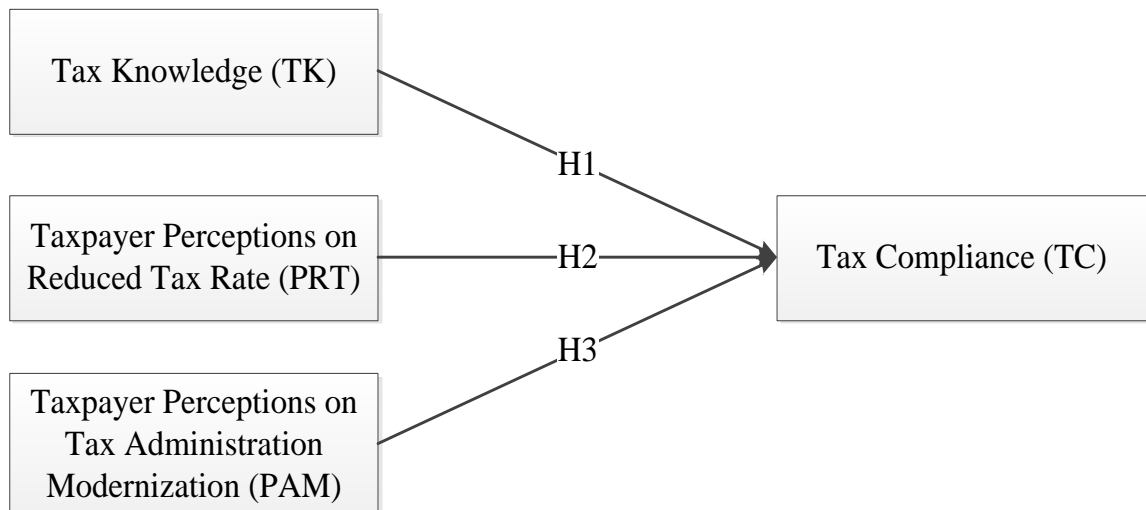 Tax Knowledge (TK)
H1
Taxpayer Perceptions on
Reduced Tax Rate (PRT)
H2
Tax Compliance (TC)
H3
Taxpayer Perceptions on
Tax Administration
Modernization (PAM)